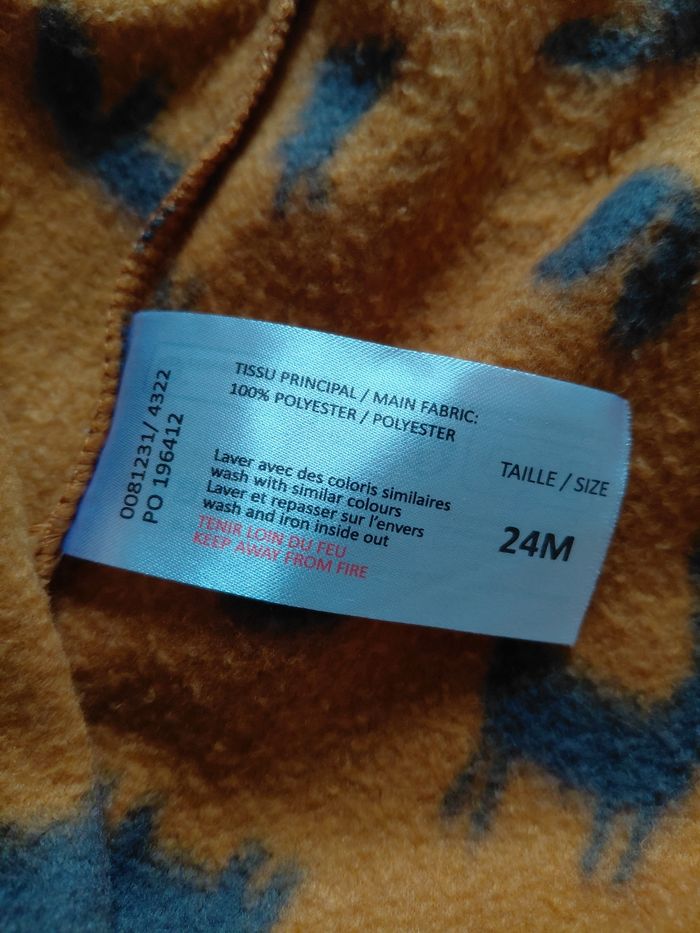 0081231/ 4322
PO 196412
TISSU PRINCIPAL / MAIN FABRIC:
100% POLYESTER / POLYESTER
Laver avec des coloris similaires
wash with similar colours
Laver et repasser sur l'envers
wash and iron inside out
TENIR LOIN DU FEU
KEEP AWAY FROM FIRE
TAILLE / SIZE
24M